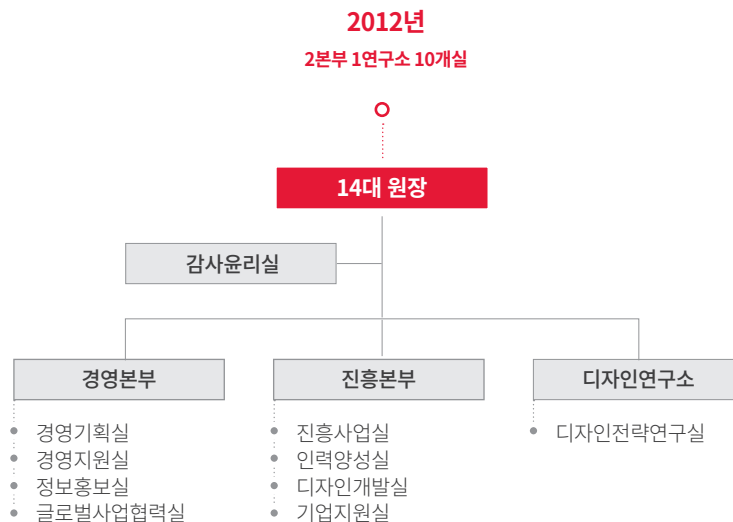 2012년
2본부 1연구소 10개실
14대 원장
감사윤리실
경영본부
경영기획실
경영지원실
정보홍보실
글로벌사업협력실
진흥본부
진흥사업실
인력양성실
디자인개발실
기업지원실
디자인연구소
디자인전략연구실